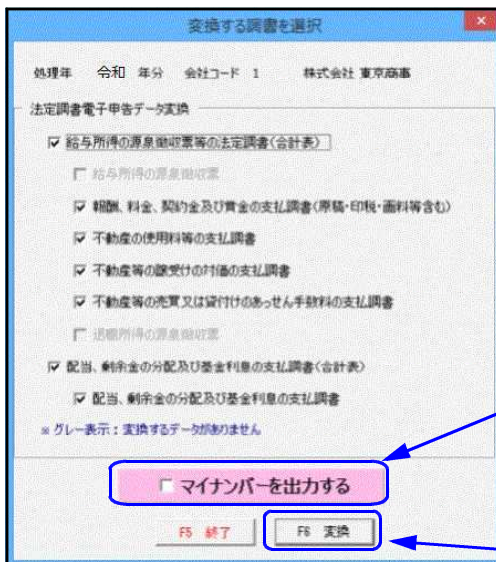 変換する調書を選択
処理年 令和 年分 会社コード 1 株式会社 東京商事
法定調書電子申告データ変換
給与所得の源泉徴収票等の法定調書(合計表)
給与所得の源泉徴収票
報酬、料金、契約金及び賞金の支払調書(原稿・印税・画料等含む)
不動産の使用料等の支払調書
不動産等の譲受けの対価の支払調書
不動産等の売買又は貸付けのあっせん手数料の支払調書
退職所得の源泉徴収票
配当、剰余金の分配及び基金利息の支払調書(合計表)
配当、剰余金の分配及び基金利息の支払調書
※ グレー表示:変換するデータがありません
マイナンバーを出力する
F5 終了 F6 変換